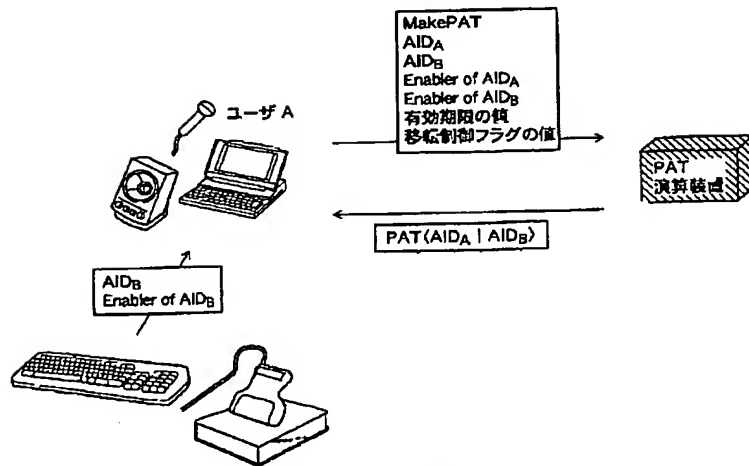 MakePAT
AIDA
AIDB
Enabler of AIDA
Enabler of AIDB
有効期限の値
移転制御フラグの値
ユーザ A
PAT
演算装置
PAT〈AIDA | AIDB〉
AIDB
Enabler of AIDB